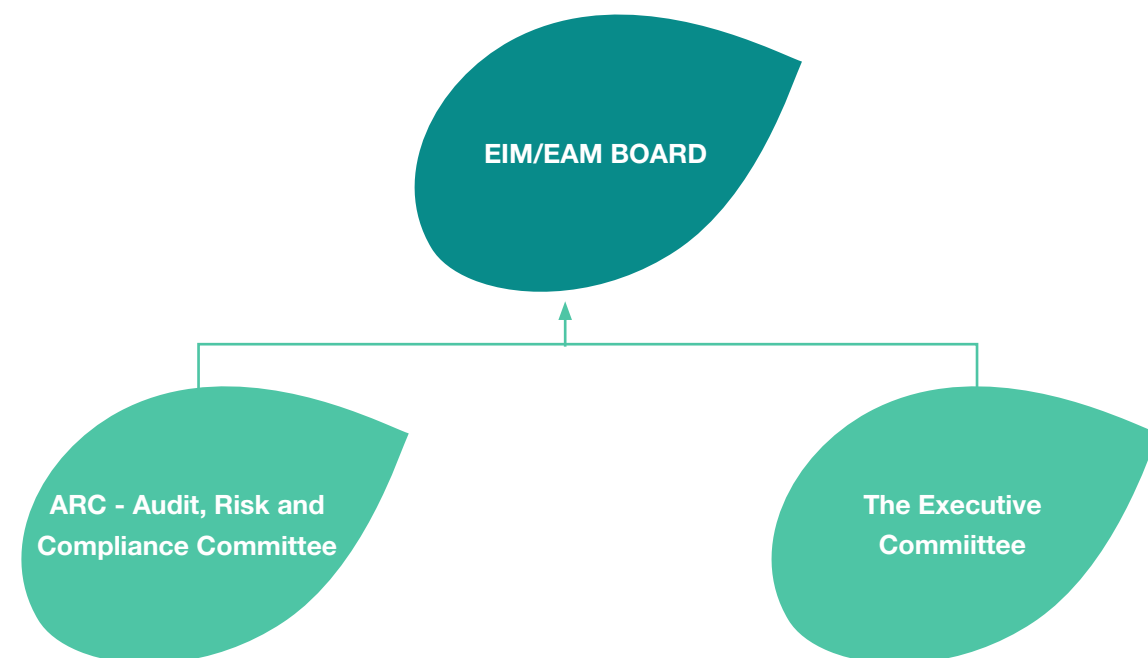 EIM/EAM BOARD
ARC - Audit, Risk and
Compliance Committee
The Executive
Commiittee